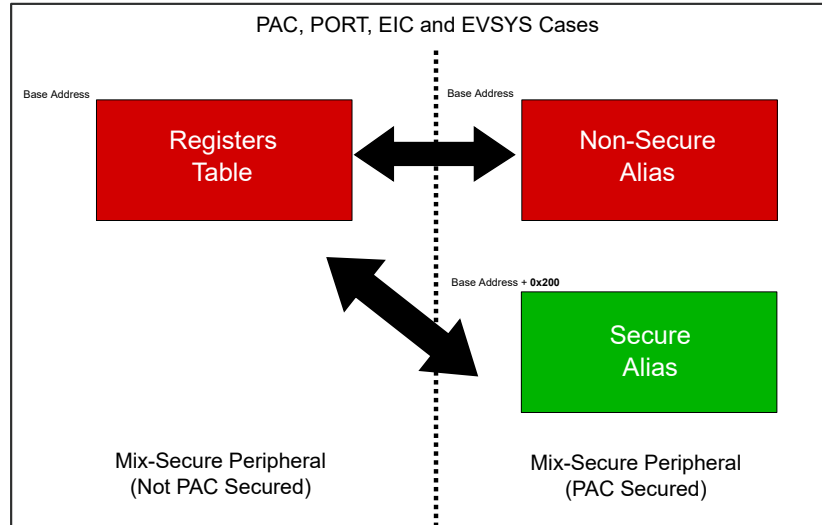 PAC, PORT, EIC and EVSYS Cases
Base Address
Registers
Table
Base Address
Non-Secure
Alias
Base Address + 0x200
Secure
Alias
Mix-Secure Peripheral
(Not PAC Secured)
Mix-Secure Peripheral
(PAC Secured)